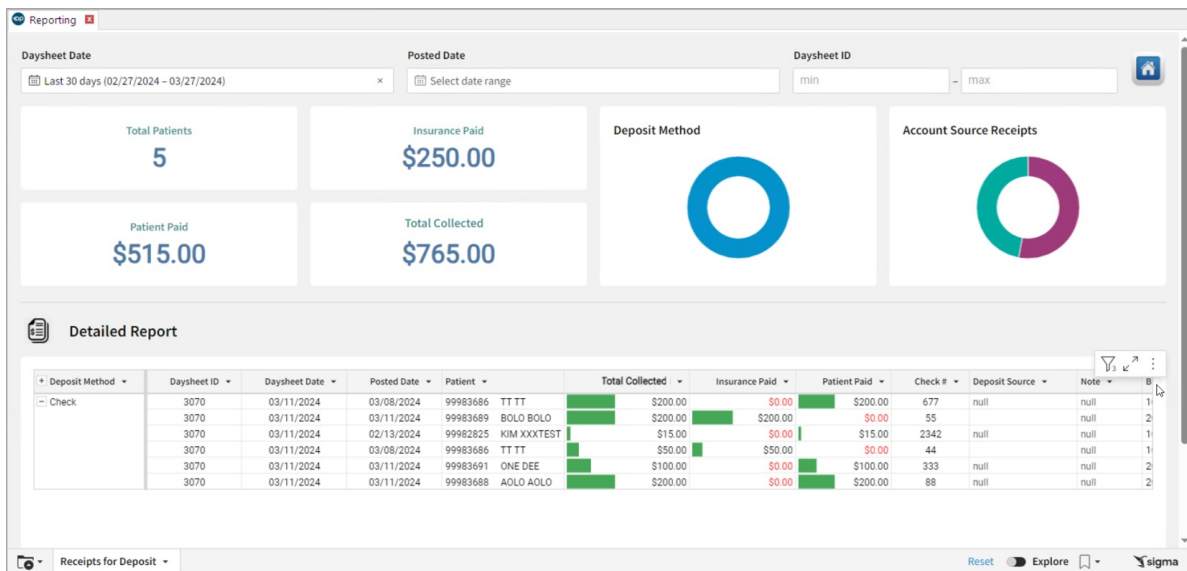 Reporting
Daysheet Date Posted Date Daysheet ID
Last 30 days (02/27/2024 – 03/27/2024) × Select date range min – max
Total Patients Insurance Paid Deposit Method Account Source Receipts
5 $250.00
Patient Paid Total Collected
$515.00 $765.00
Detailed Report
Deposit Method Daysheet ID Daysheet Date Posted Date Patient Total Collected Insurance Paid Patient Paid Check # Deposit Source Note
Check 3070 03/11/2024 03/08/2024 99983686 TT TT $200.00 $0.00 $200.00 677 null null
3070 03/11/2024 03/11/2024 99983689 BOLO BOLO $200.00 $200.00 $0.00 55 null
3070 03/11/2024 02/13/2024 99982825 KIM XXXTEST $15.00 $0.00 $15.00 2342 null null
3070 03/11/2024 03/08/2024 99983686 TT TT $50.00 $50.00 $0.00 44 null
3070 03/11/2024 03/11/2024 99983691 ONE DEE $100.00 $0.00 $100.00 333 null null
3070 03/11/2024 03/11/2024 99983688 AOLO AOLO $200.00 $0.00 $200.00 88 null null
Receipts for Deposit Reset Explore sigma